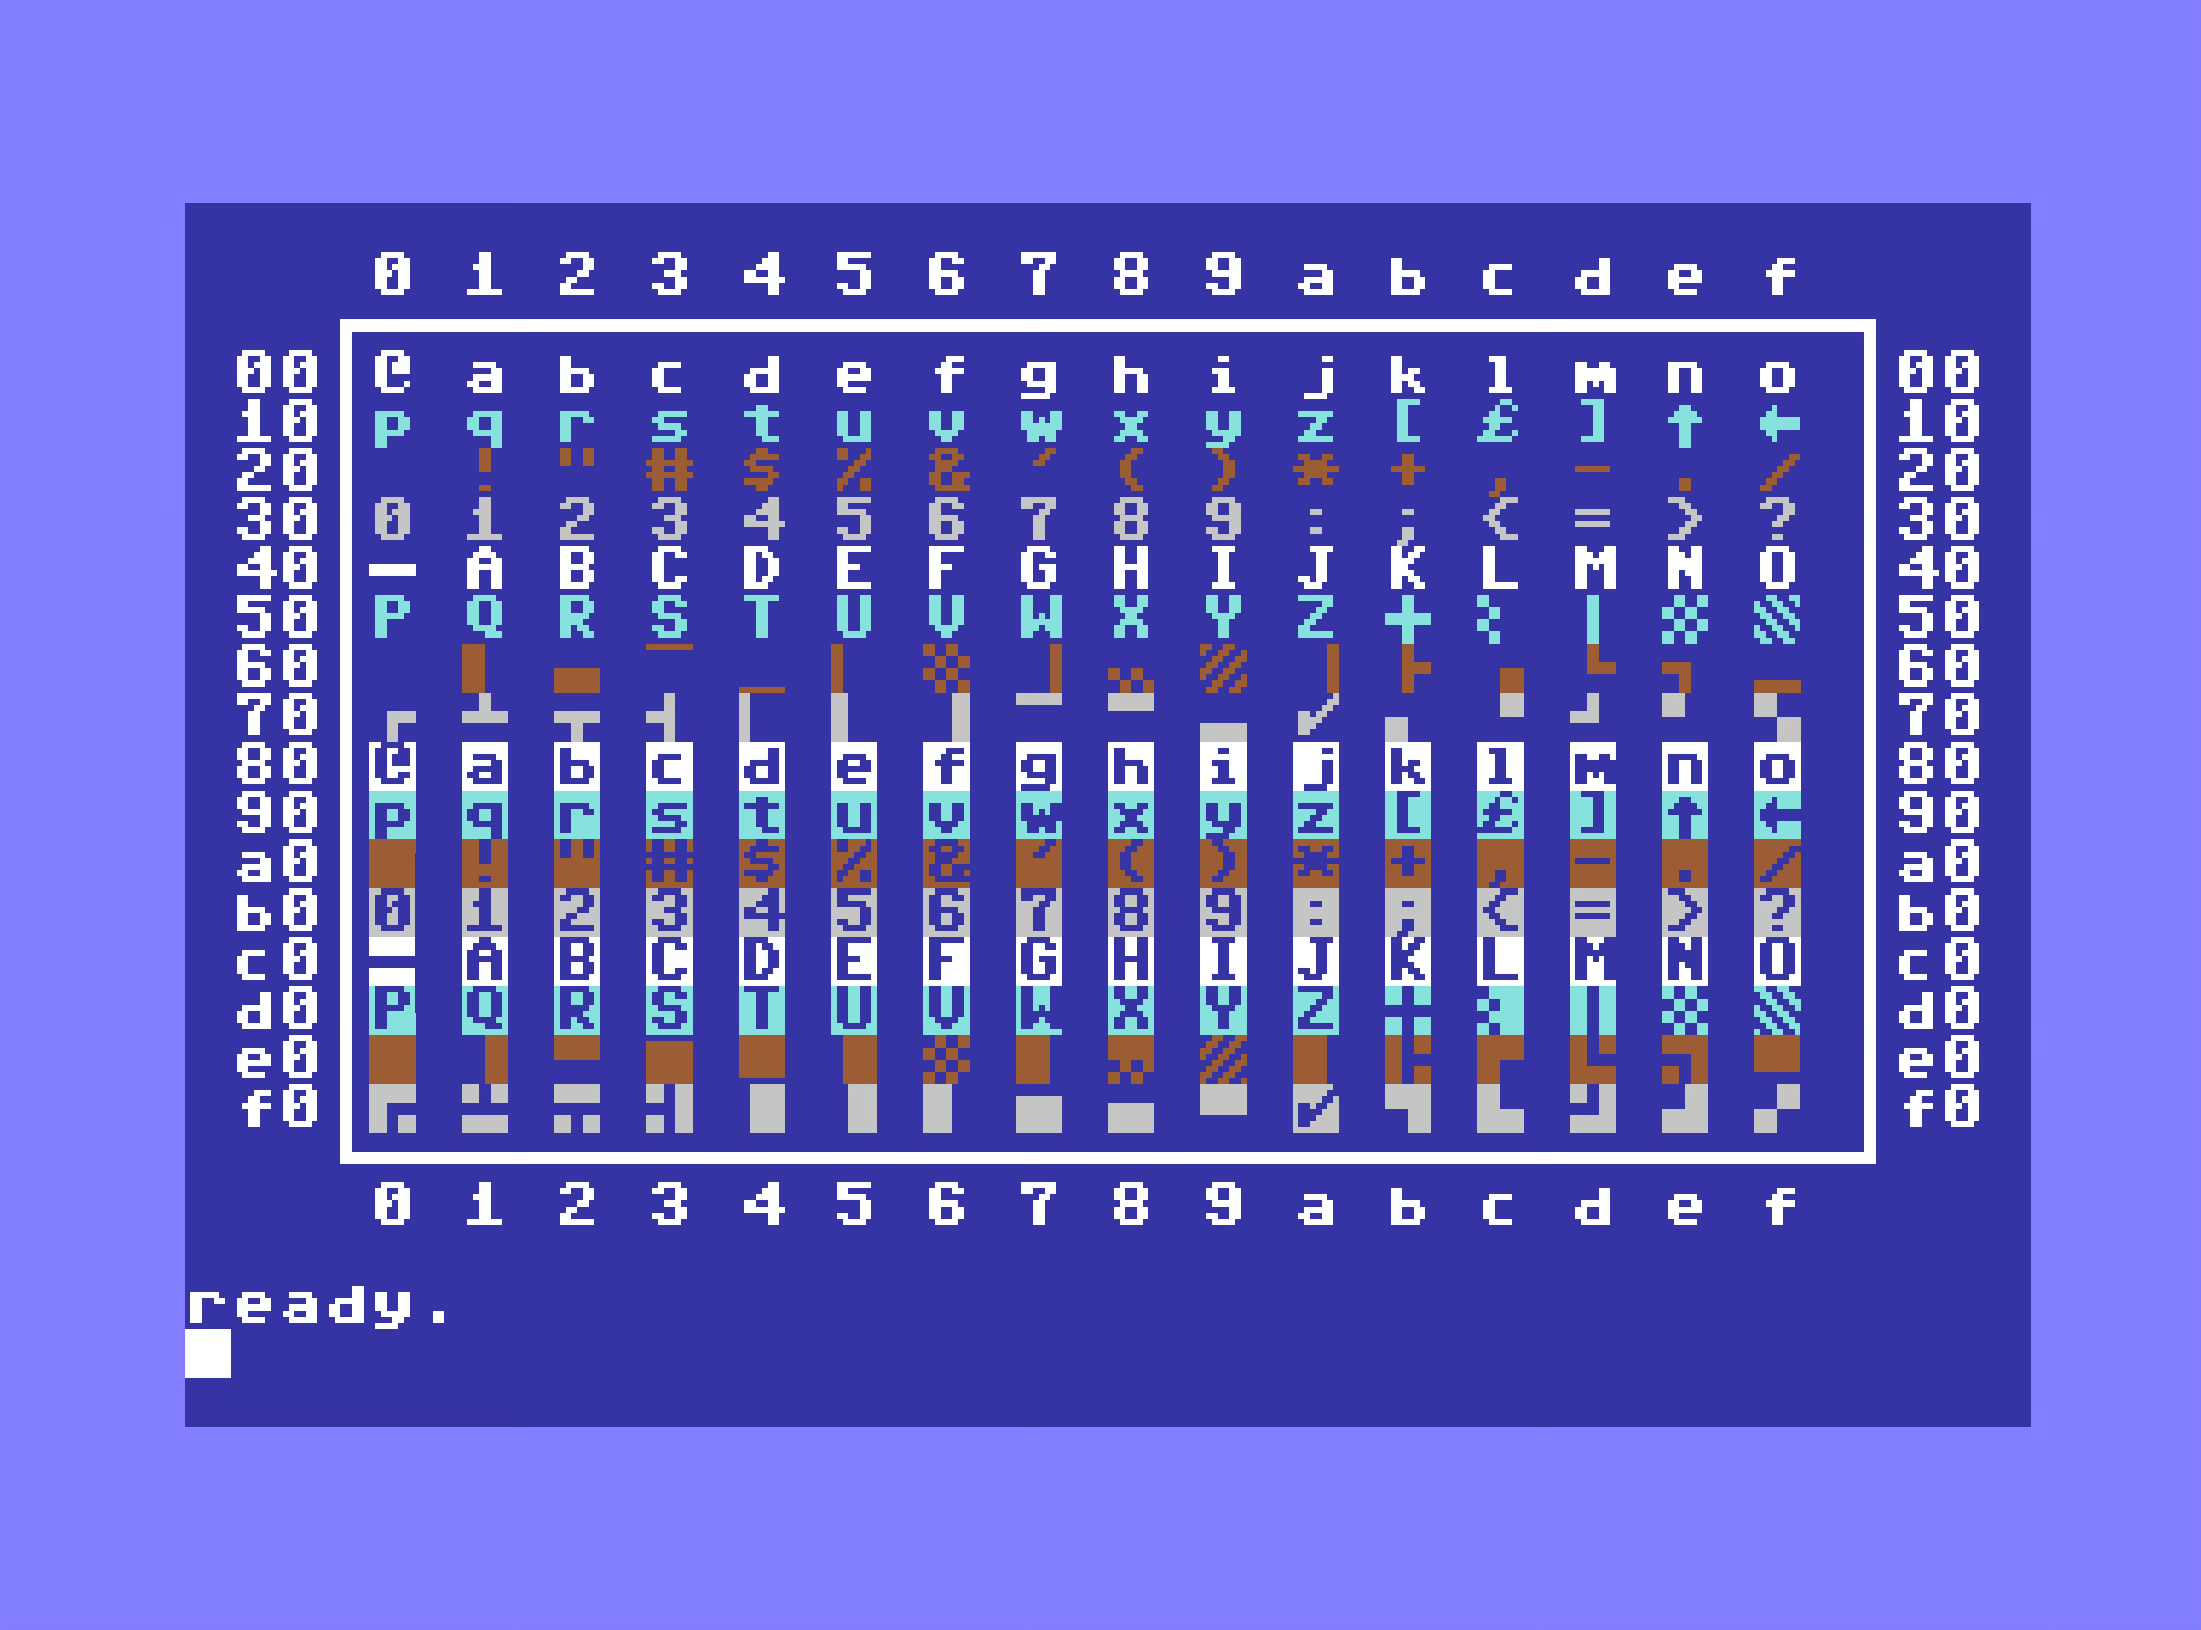 0 1 2 3 4 5 6 7 8 9 a b c d e f
00 @ a b c d e f g h i j k l m n o 00
10 p q r s t u v w x y z [ £ ] ↑ ← 10
20 ! " # $ % & ' ( ) * + , - . / 20
30 0 1 2 3 4 5 6 7 8 9 : ; < = > ? 30
40 ─ A B C D E F G H I J K L M N O 40
50 P Q R S T U V W X Y Z ┼ │ 50
60 ├ └ ┐ 60
70 ┌ ┴ ┬ ┤ ✓ ┘ 70
80 @ a b c d e f g h i j k l m n o 80
90 p q r s t u v w x y z [ £ ] ↑ ← 90
a0 ! " # $ % & ' ( ) * + , - . / a0
b0 0 1 2 3 4 5 6 7 8 9 : ; < = > ? b0
c0 ─ A B C D E F G H I J K L M N O c0
d0 P Q R S T U V W X Y Z ┼ │ d0
e0 ├ └ ┐ e0
f0 ┌ ┴ ┬ ┤ ✓ ┘ f0
0 1 2 3 4 5 6 7 8 9 a b c d e f
ready.